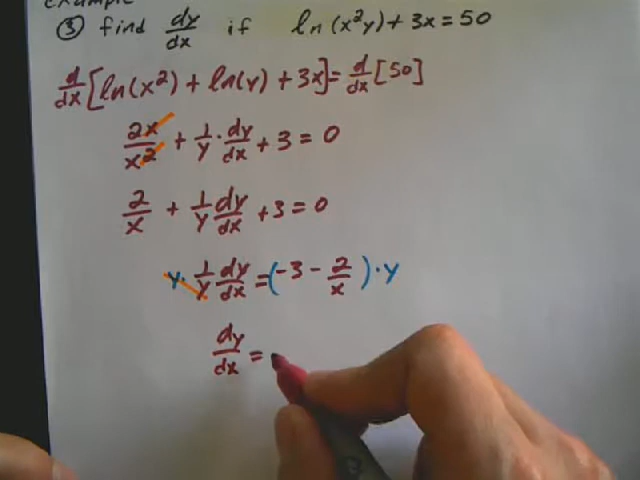 example
③ find dy/dx if ln(x²y) + 3x = 50
d/dx [ln(x²) + ln(y) + 3x] = d/dx [50]
2x/x² + 1/y · dy/dx + 3 = 0
2/x + 1/y dy/dx + 3 = 0
y · 1/y dy/dx = (-3 - 2/x) · y
dy/dx =